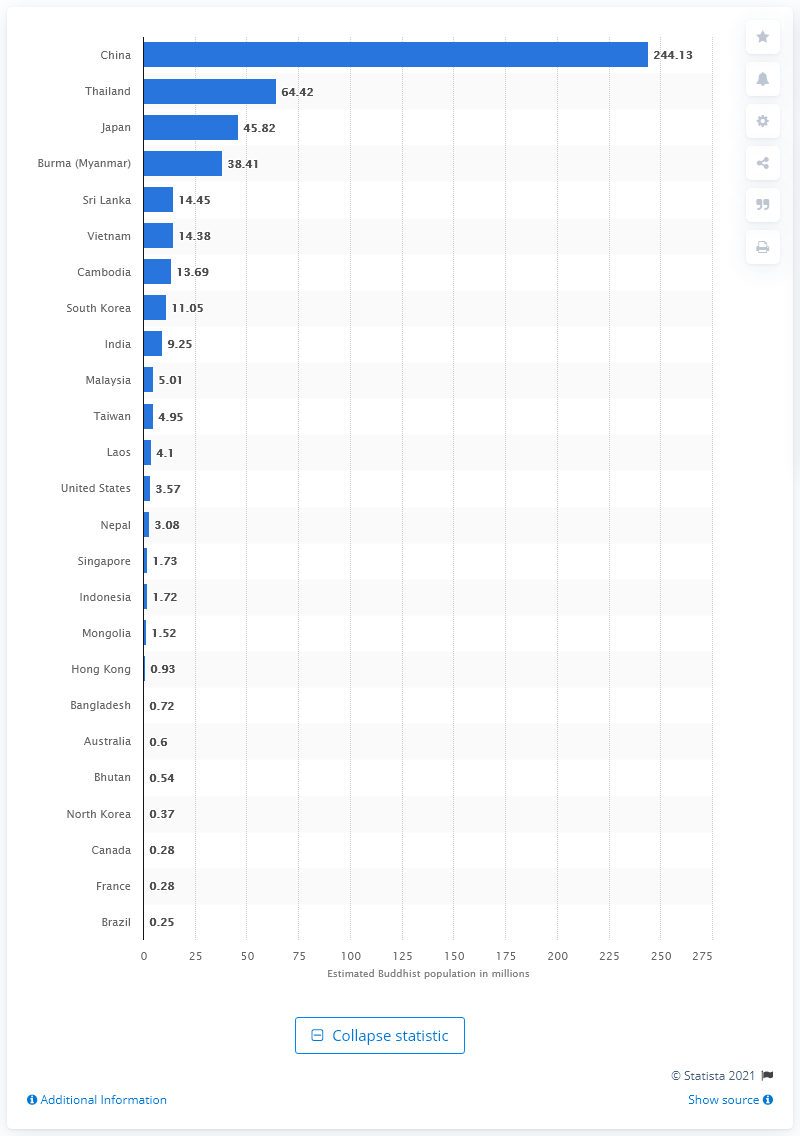 China 244.13
Thailand 64.42
Japan 45.82
Burma (Myanmar) 38.41
Sri Lanka 14.45
Vietnam 14.38
Cambodia 13.69
South Korea 11.05
India 9.25
Malaysia 5.01
Taiwan 4.95
Laos 4.1
United States 3.57
Nepal 3.08
Singapore 1.73
Indonesia 1.72
Mongolia 1.52
Hong Kong 0.93
Bangladesh 0.72
Australia 0.6
Bhutan 0.54
North Korea 0.37
Canada 0.28
France 0.28
Brazil 0.25
0 25 50 75 100 125 150 175 200 225 250 275
Estimated Buddhist population in millions
Collapse statistic
© Statista 2021
Additional Information Show source